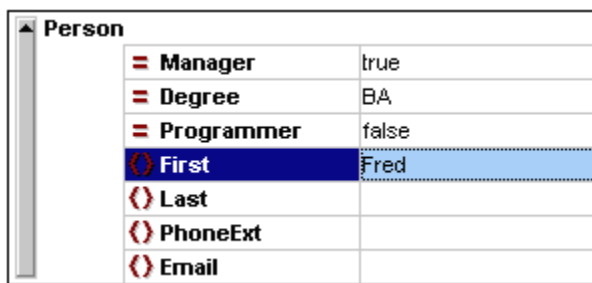 Person
= Manager true
= Degree BA
= Programmer false
() First Fred
() Last
() PhoneExt
() Email